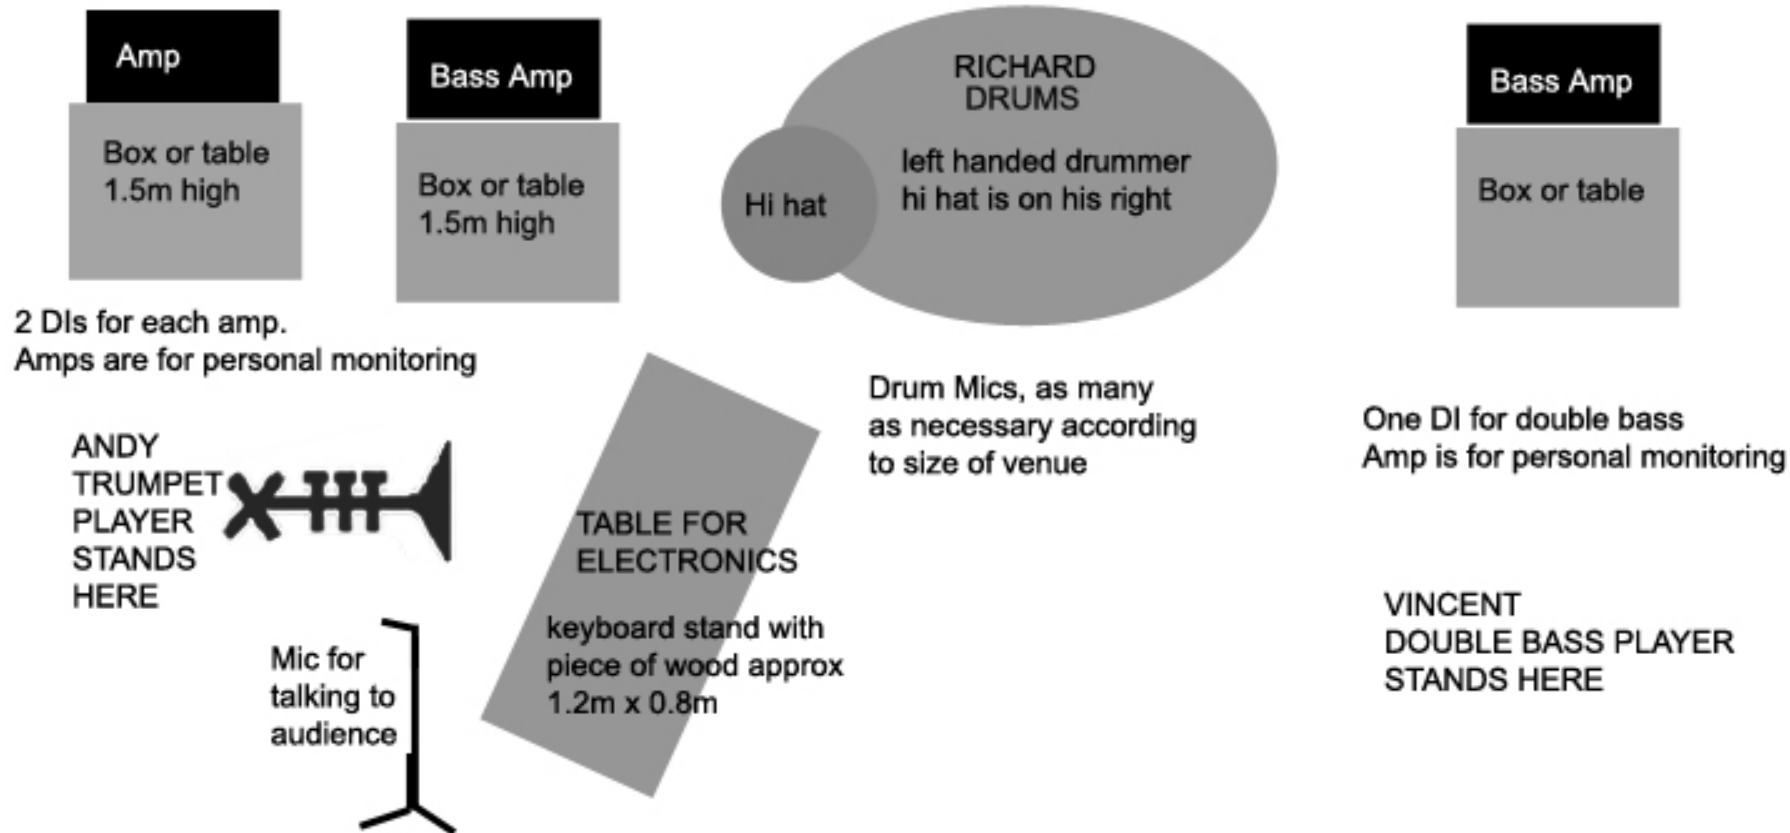 Amp
Box or table
1.5m high
Bass Amp
Box or table
1.5m high
RICHARD
DRUMS
left handed drummer
hi hat is on his right
Hi hat
Bass Amp
Box or table
2 DIs for each amp.
Amps are for personal monitoring
Drum Mics, as many
as necessary according
to size of venue
One DI for double bass
Amp is for personal monitoring
ANDY
TRUMPET
PLAYER
STANDS
HERE
TABLE FOR
ELECTRONICS
keyboard stand with
piece of wood approx
1.2m x 0.8m
Mic for
talking to
audience
VINCENT
DOUBLE BASS PLAYER
STANDS HERE